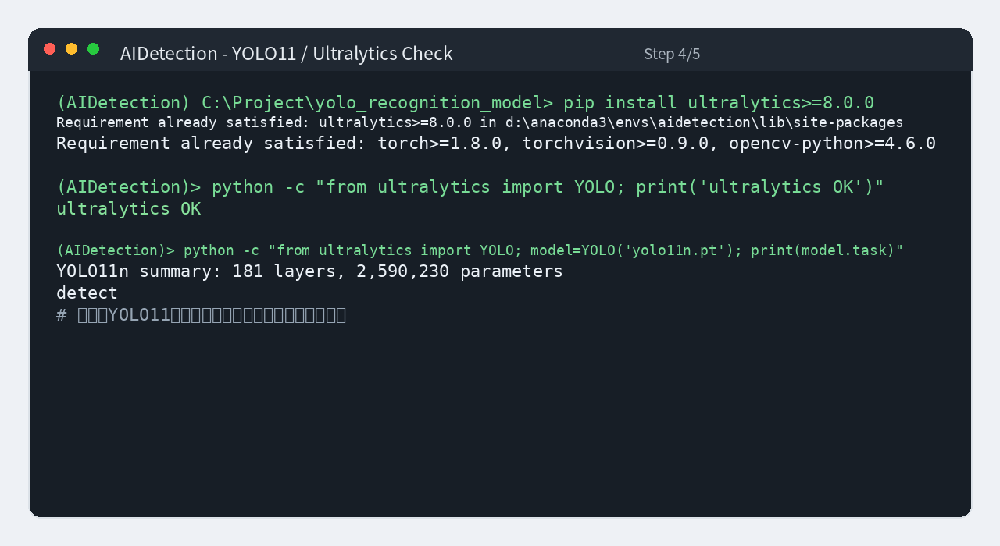 AIDetection - YOLO11 / Ultralytics Check
Step 4/5
(AIDetection) C:\Project\yolo_recognition_model> pip install ultralytics>=8.0.0
Requirement already satisfied: ultralytics>=8.0.0 in d:\anaconda3\envs\aidetection\lib\site-packages
Requirement already satisfied: torch>=1.8.0, torchvision>=0.9.0, opencv-python>=4.6.0
(AIDetection)> python -c "from ultralytics import YOLO; print('ultralytics OK')"
ultralytics OK
(AIDetection)> python -c "from ultralytics import YOLO; model=YOLO('yolo11n.pt'); print(model.task)"
YOLO11n summary: 181 layers, 2,590,230 parameters
detect
# YOLO11